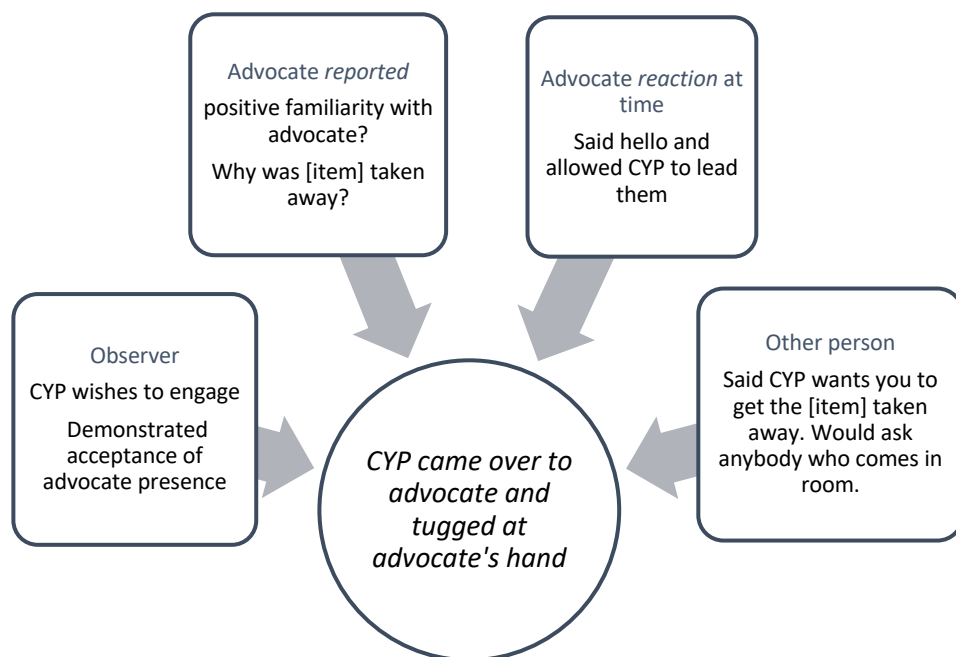 Advocate reported
positive familiarity with
advocate?
Why was [item] taken
away?
Advocate reaction at
time
Said hello and
allowed CYP to lead
them
Observer
CYP wishes to engage
Demonstrated
acceptance of
advocate presence
Other person
Said CYP wants you to
get the [item] taken
away. Would ask
anybody who comes in
room.
CYP came over to
advocate and
tugged at
advocate's hand